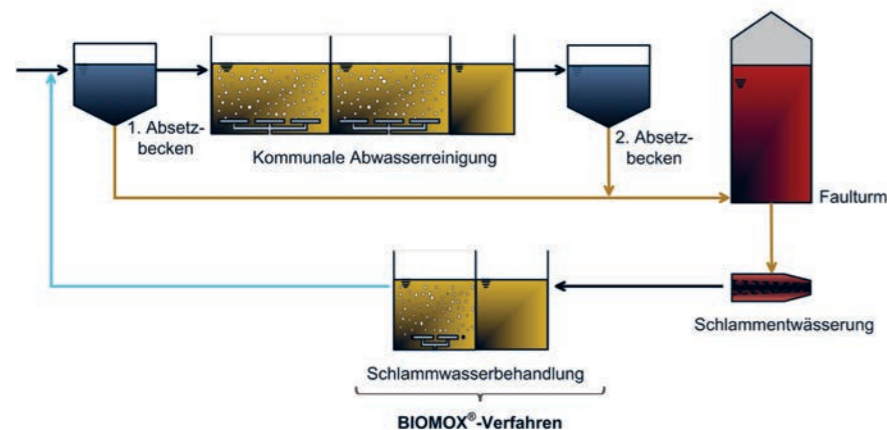 1. Absetz-
becken
Kommunale Abwasserreinigung
2. Absetz-
becken
Faulturm
Schlammentwässerung
Schlammwasserbehandlung
BIOMOX®-Verfahren